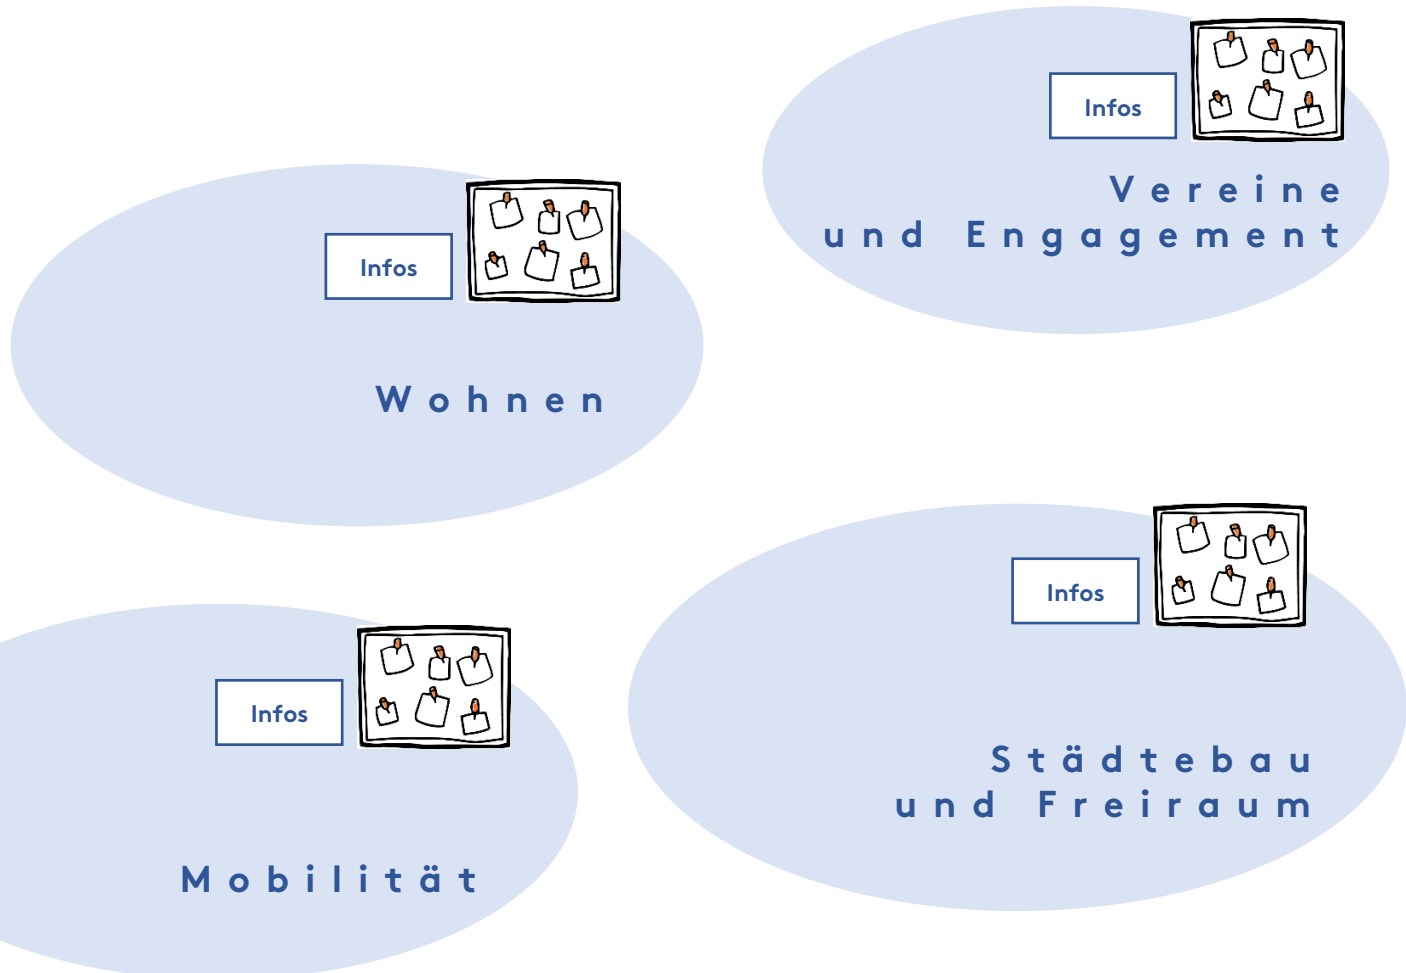 Infos
Vereine
und Engagement
Infos
Wohnen
Infos
Städtebau
und Freiraum
Infos
Mobilität